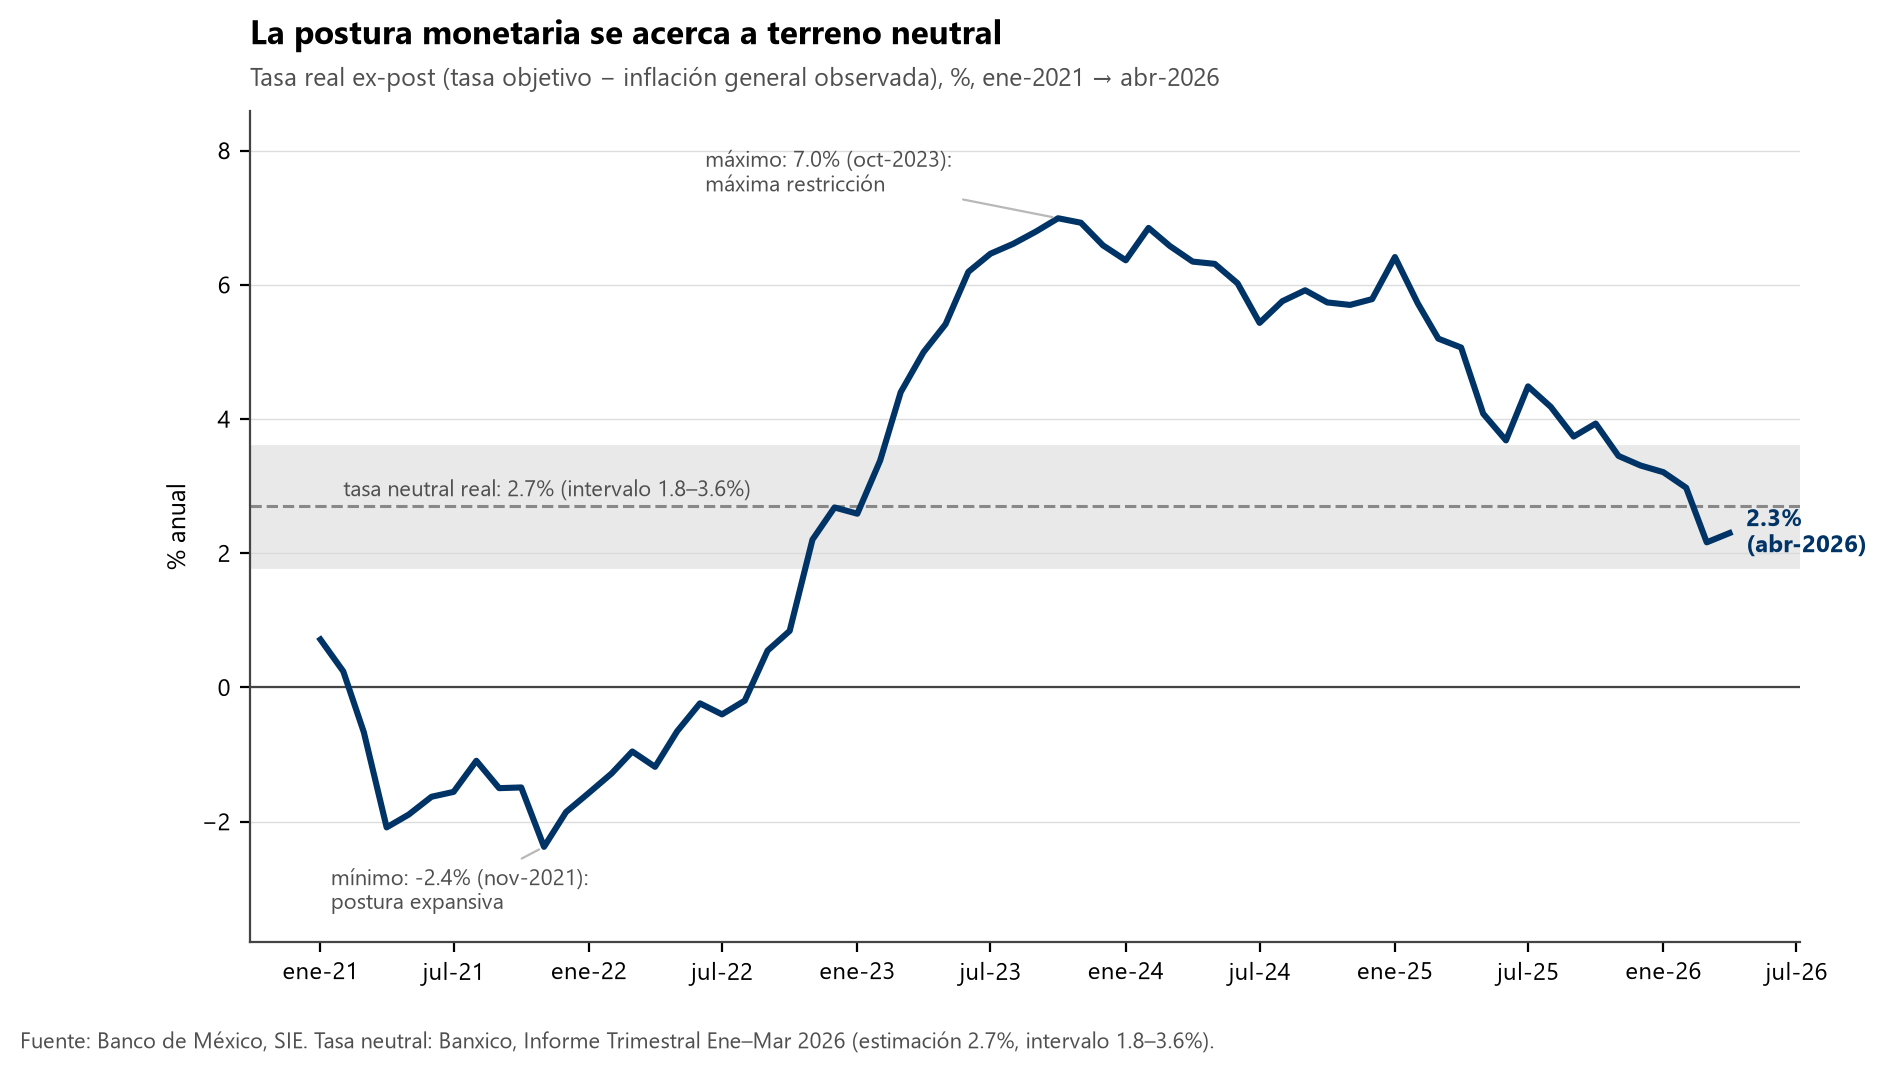 La postura monetaria se acerca a terreno neutral
Tasa real ex-post (tasa objetivo − inflación general observada), %, ene-2021 → abr-2026
% anual
8
6
4
2
0
−2
máximo: 7.0% (oct-2023):
máxima restricción
tasa neutral real: 2.7% (intervalo 1.8–3.6%)
2.3%
(abr-2026)
mínimo: -2.4% (nov-2021):
postura expansiva
ene-21
jul-21
ene-22
jul-22
ene-23
jul-23
ene-24
jul-24
ene-25
jul-25
ene-26
jul-26
Fuente: Banco de México, SIE. Tasa neutral: Banxico, Informe Trimestral Ene–Mar 2026 (estimación 2.7%, intervalo 1.8–3.6%).